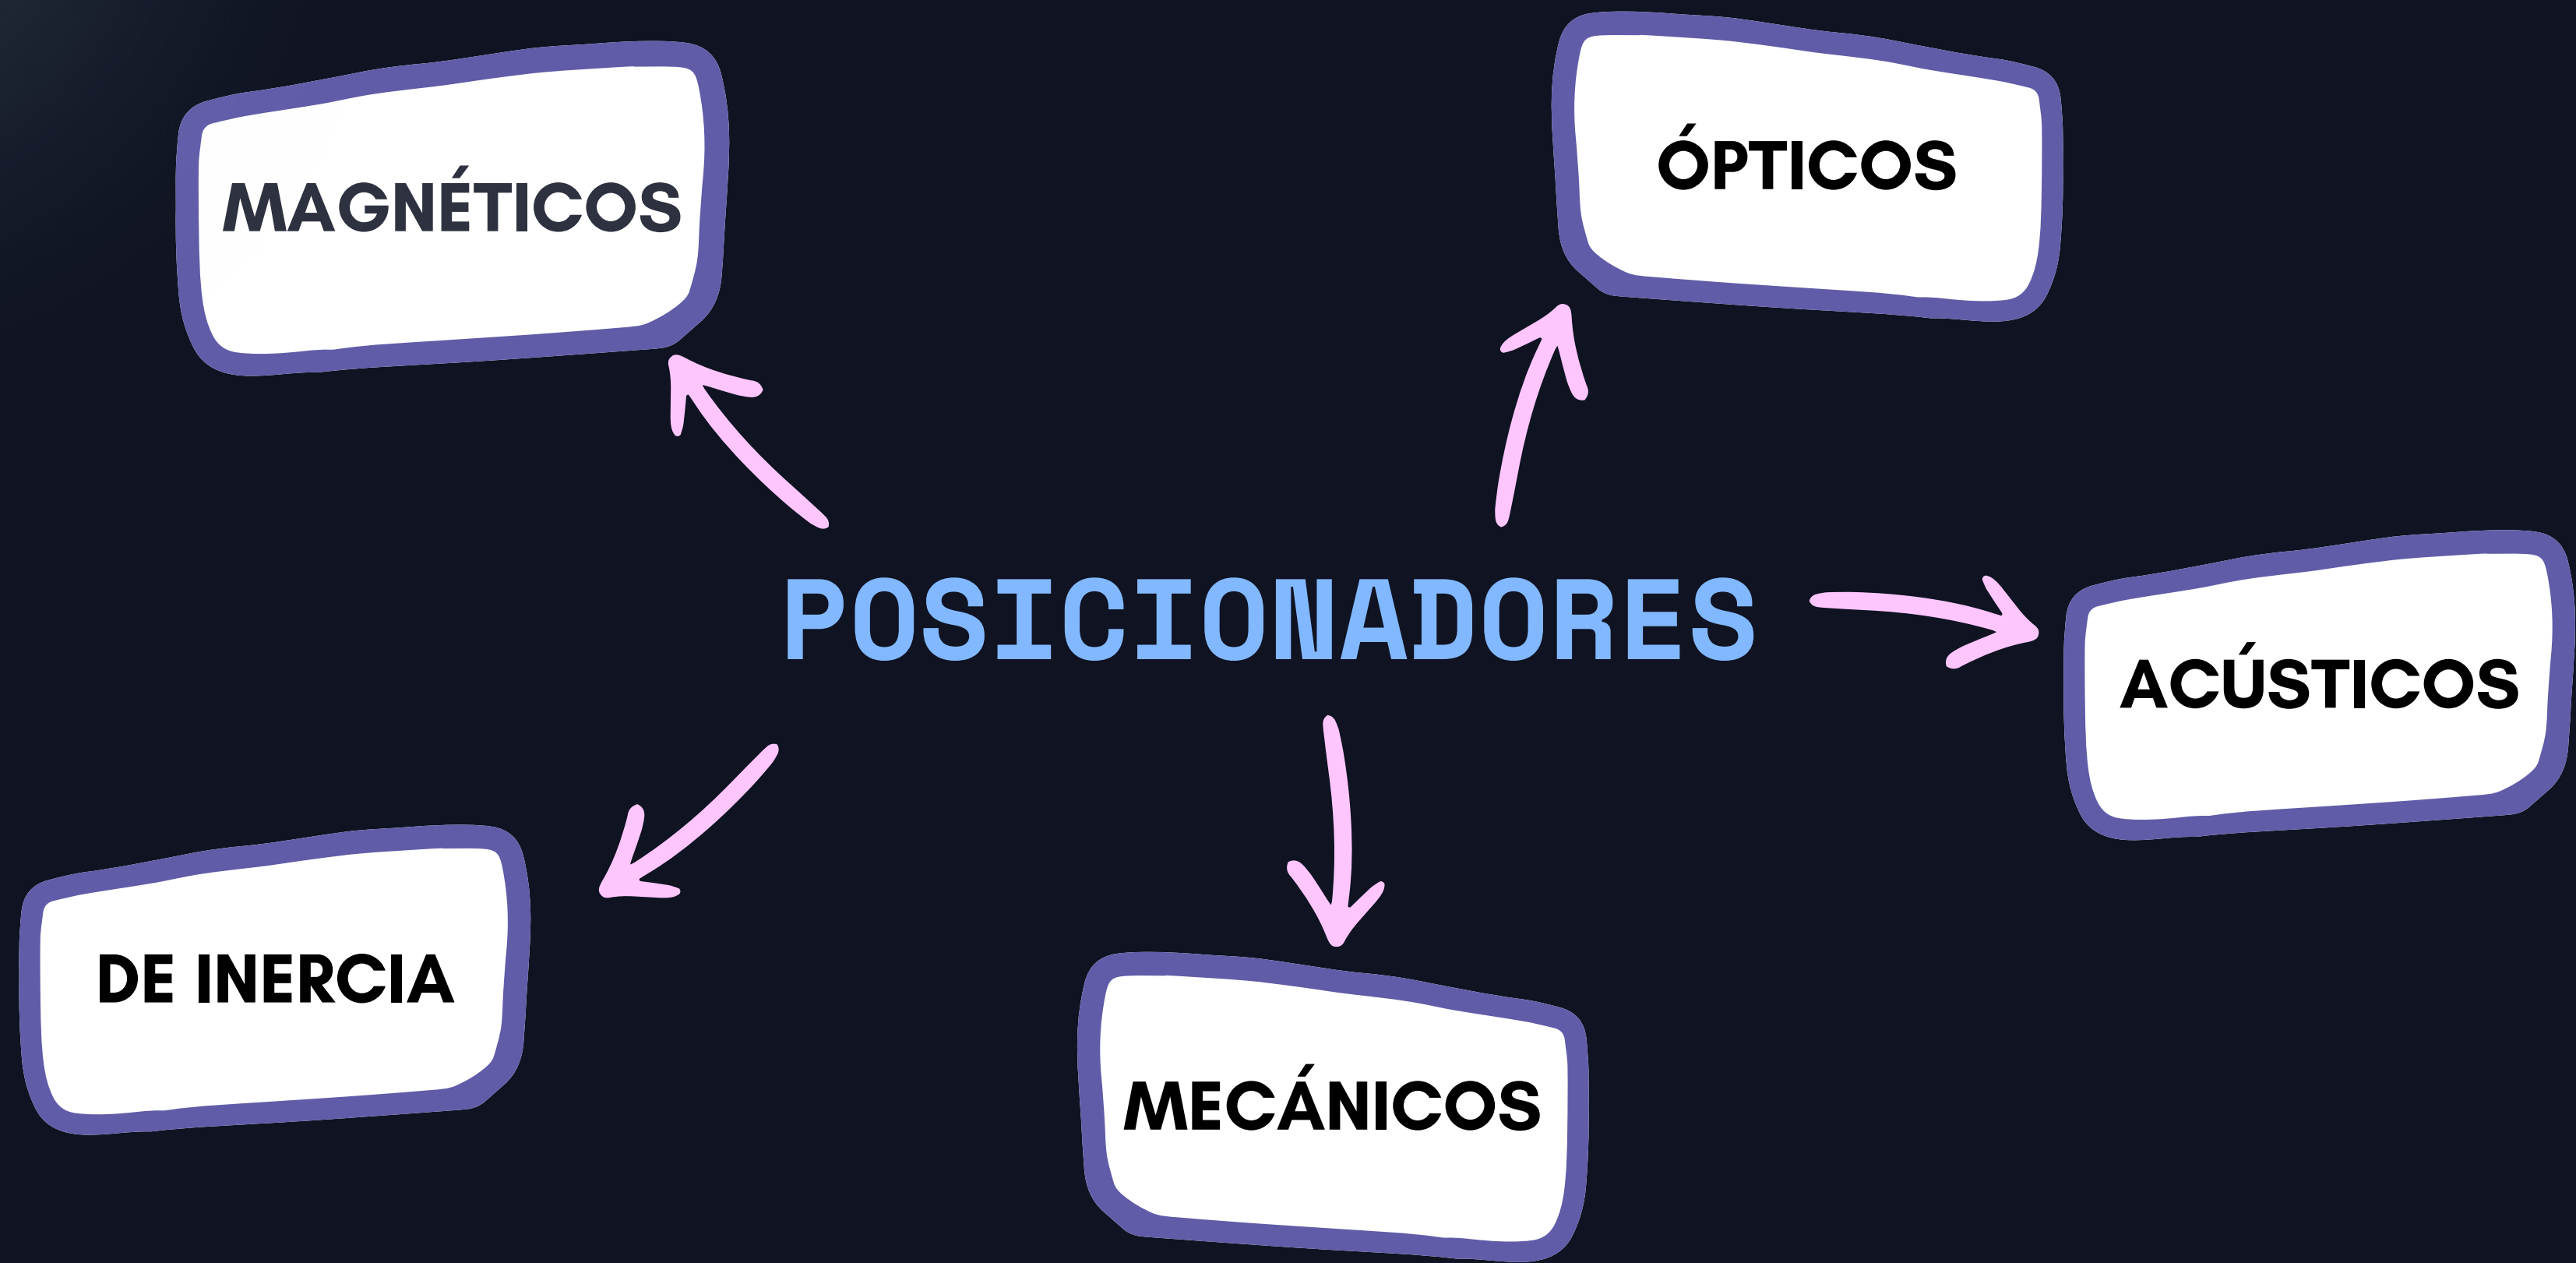 MAGNÉTICOS
ÓPTICOS
POSICIONADORES
ACÚSTICOS
DE INERCIA
MECÁNICOS